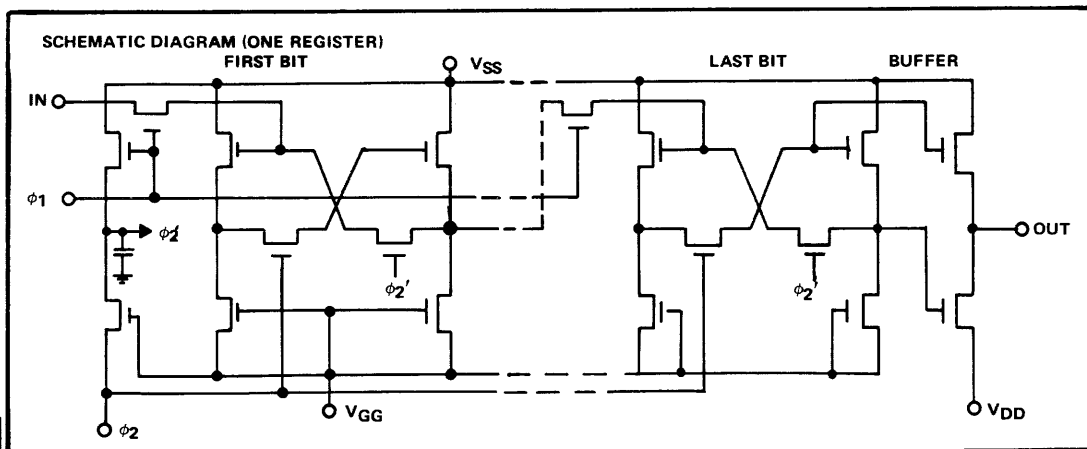 SCHEMATIC DIAGRAM (ONE REGISTER)
FIRST BIT
VSS
LAST BIT
BUFFER
IN
ϕ1
ϕ2'
ϕ2'
ϕ2'
OUT
VGG
VDD
ϕ2